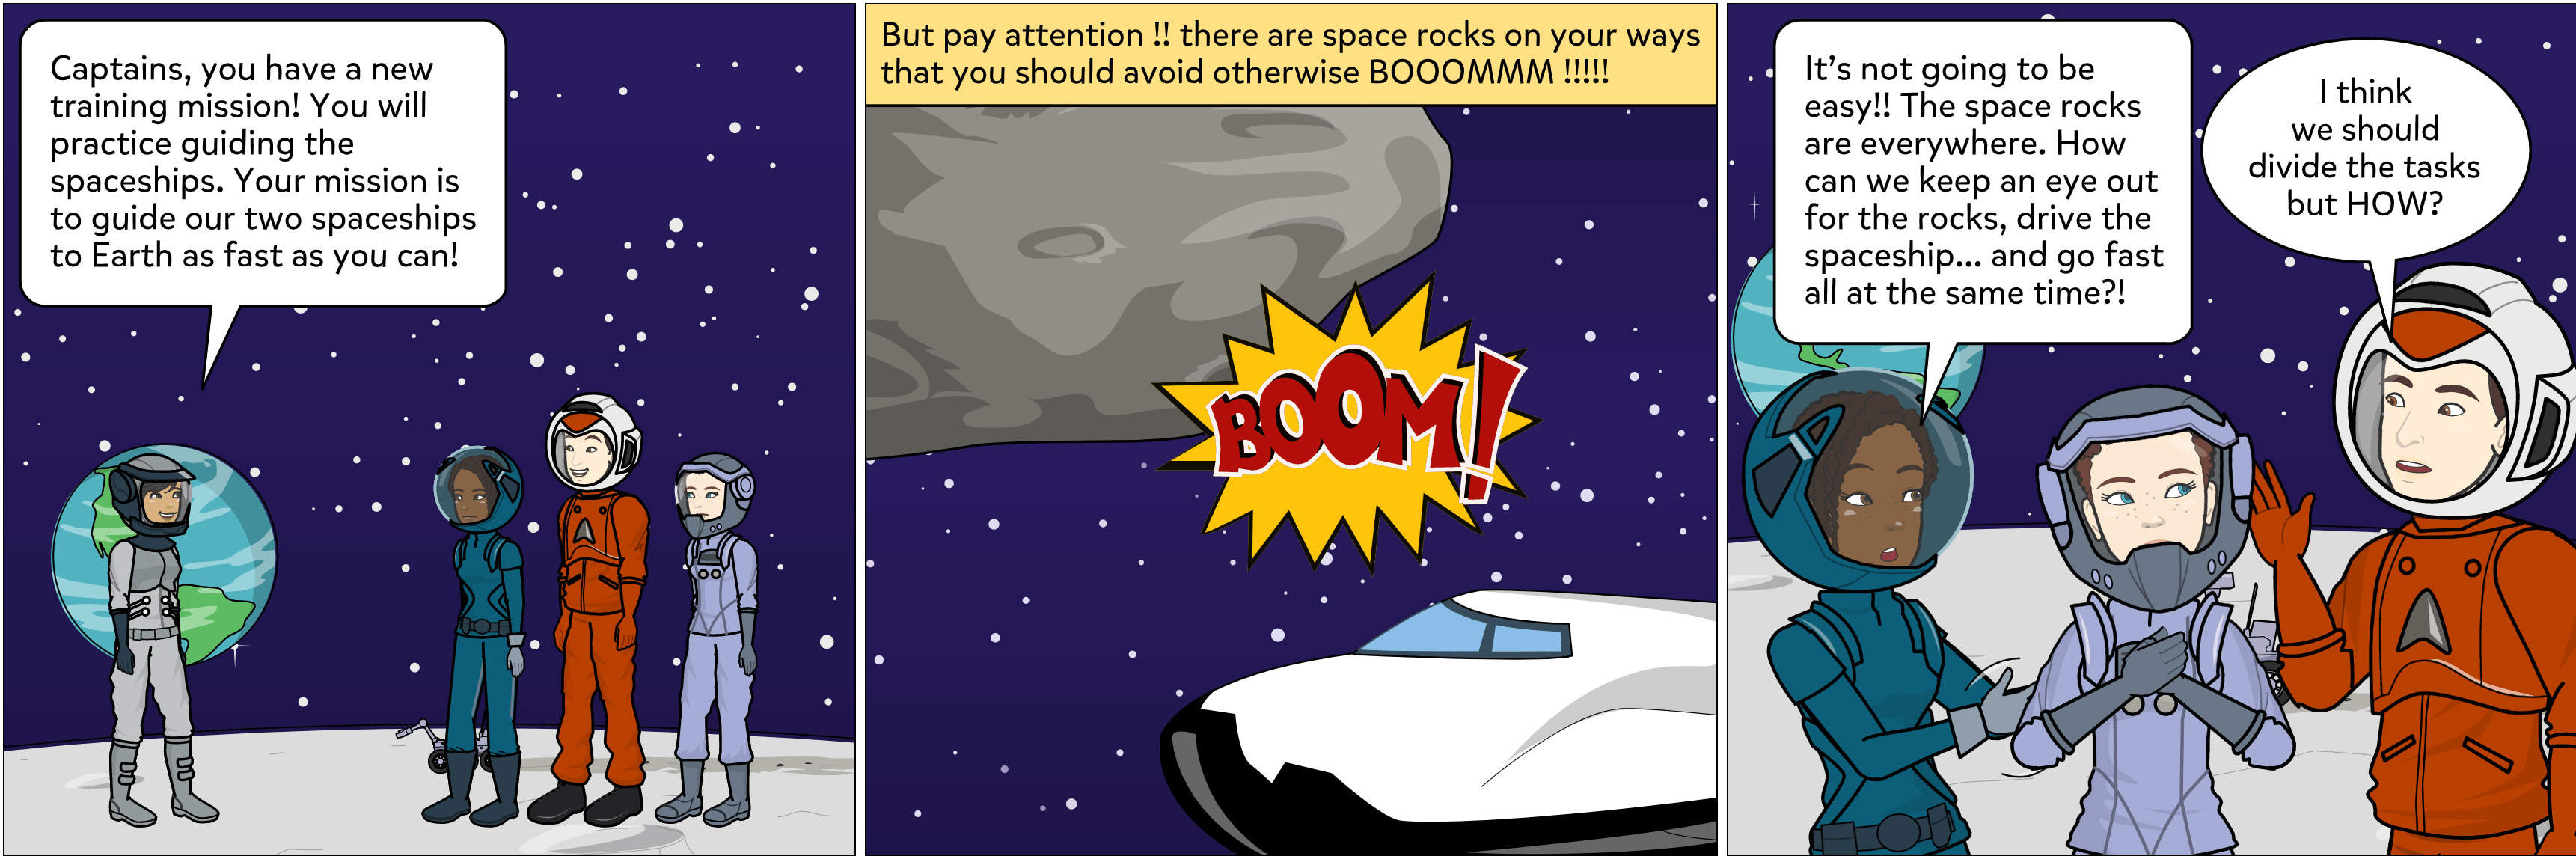 Captains, you have a new
training mission! You will
practice guiding the
spaceships. Your mission is
to guide our two spaceships
to Earth as fast as you can!
But pay attention !! there are space rocks on your ways
that you should avoid otherwise BOOOMMM !!!!!
BOOM!
It's not going to be
easy!! The space rocks
are everywhere. How
can we keep an eye out
for the rocks, drive the
spaceship... and go fast
all at the same time?!
I think
we should
divide the tasks
but HOW?